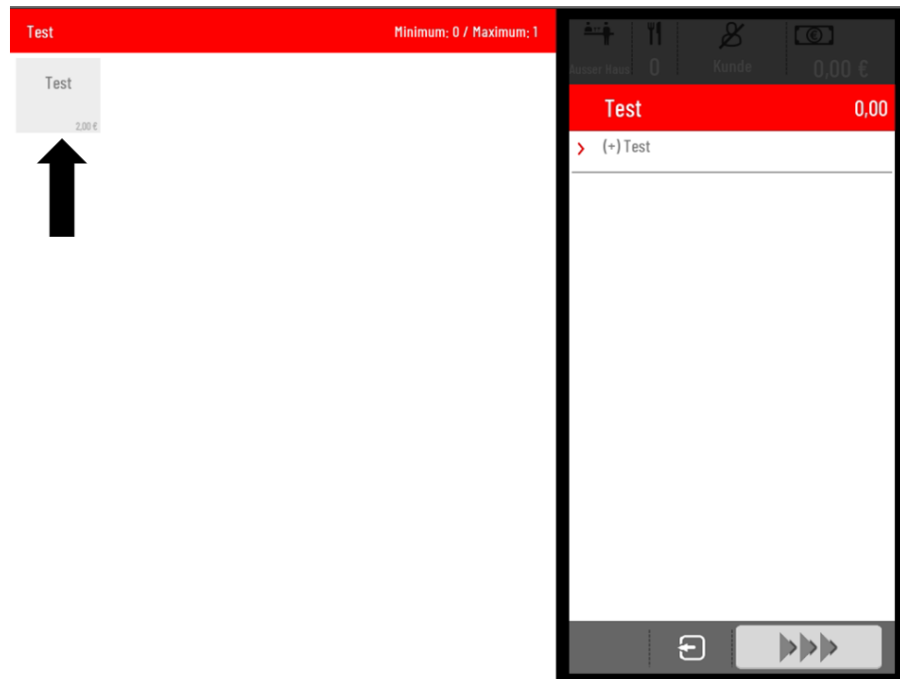 Test
Minimum: 0 / Maximum: 1
Test
2,00 €
Ausser Haus
0
Kunde
0,00 €
Test 0,00
(+) Test